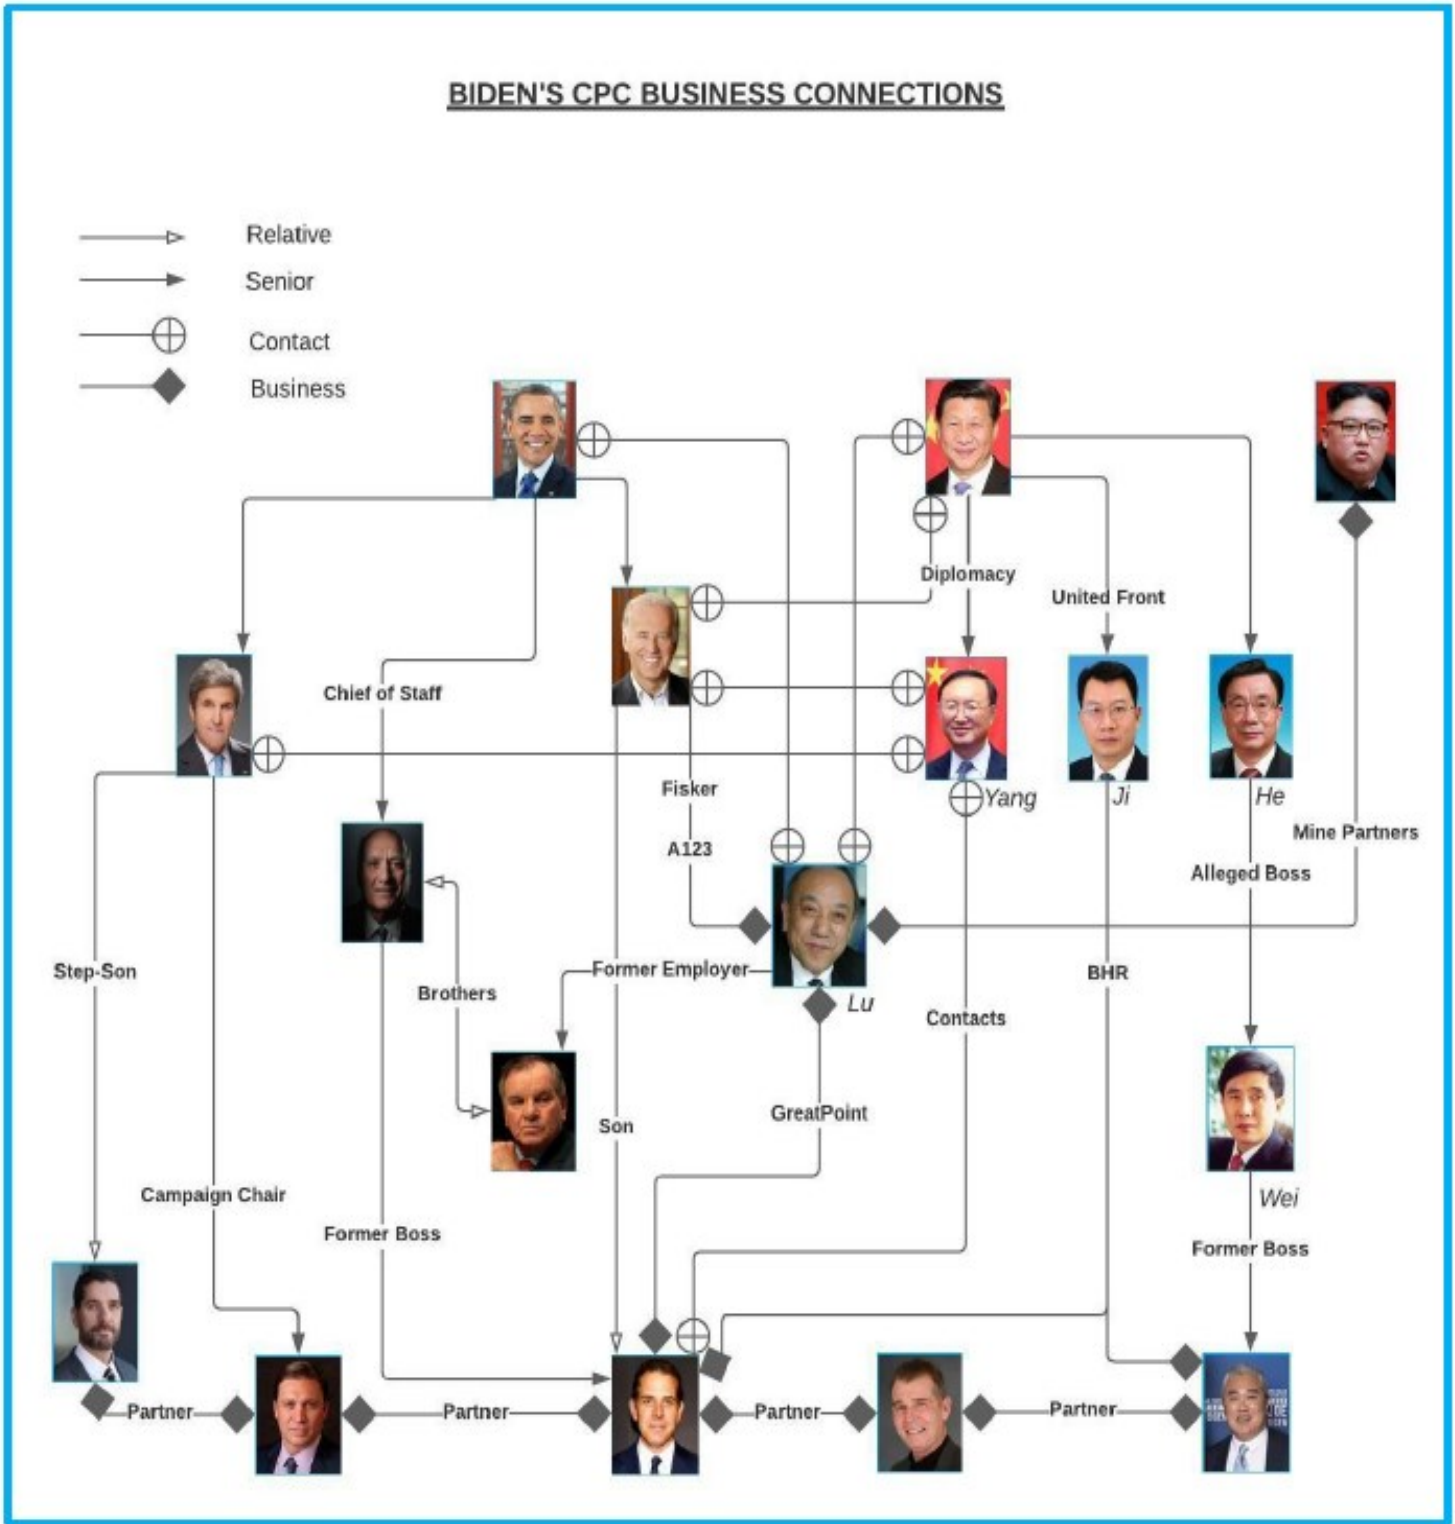 BIDEN'S CPC BUSINESS CONNECTIONS
Relative
Senior
Contact
Business
Diplomacy
United Front
Chief of Staff
Fisker
Yang
Ji
He
Mine Partners
A123
Alleged Boss
Step-Son
Former Employer
BHR
Brothers
Lu
Contacts
GreatPoint
Son
Campaign Chair
Wei
Former Boss
Former Boss
Partner
Partner
Partner
Partner